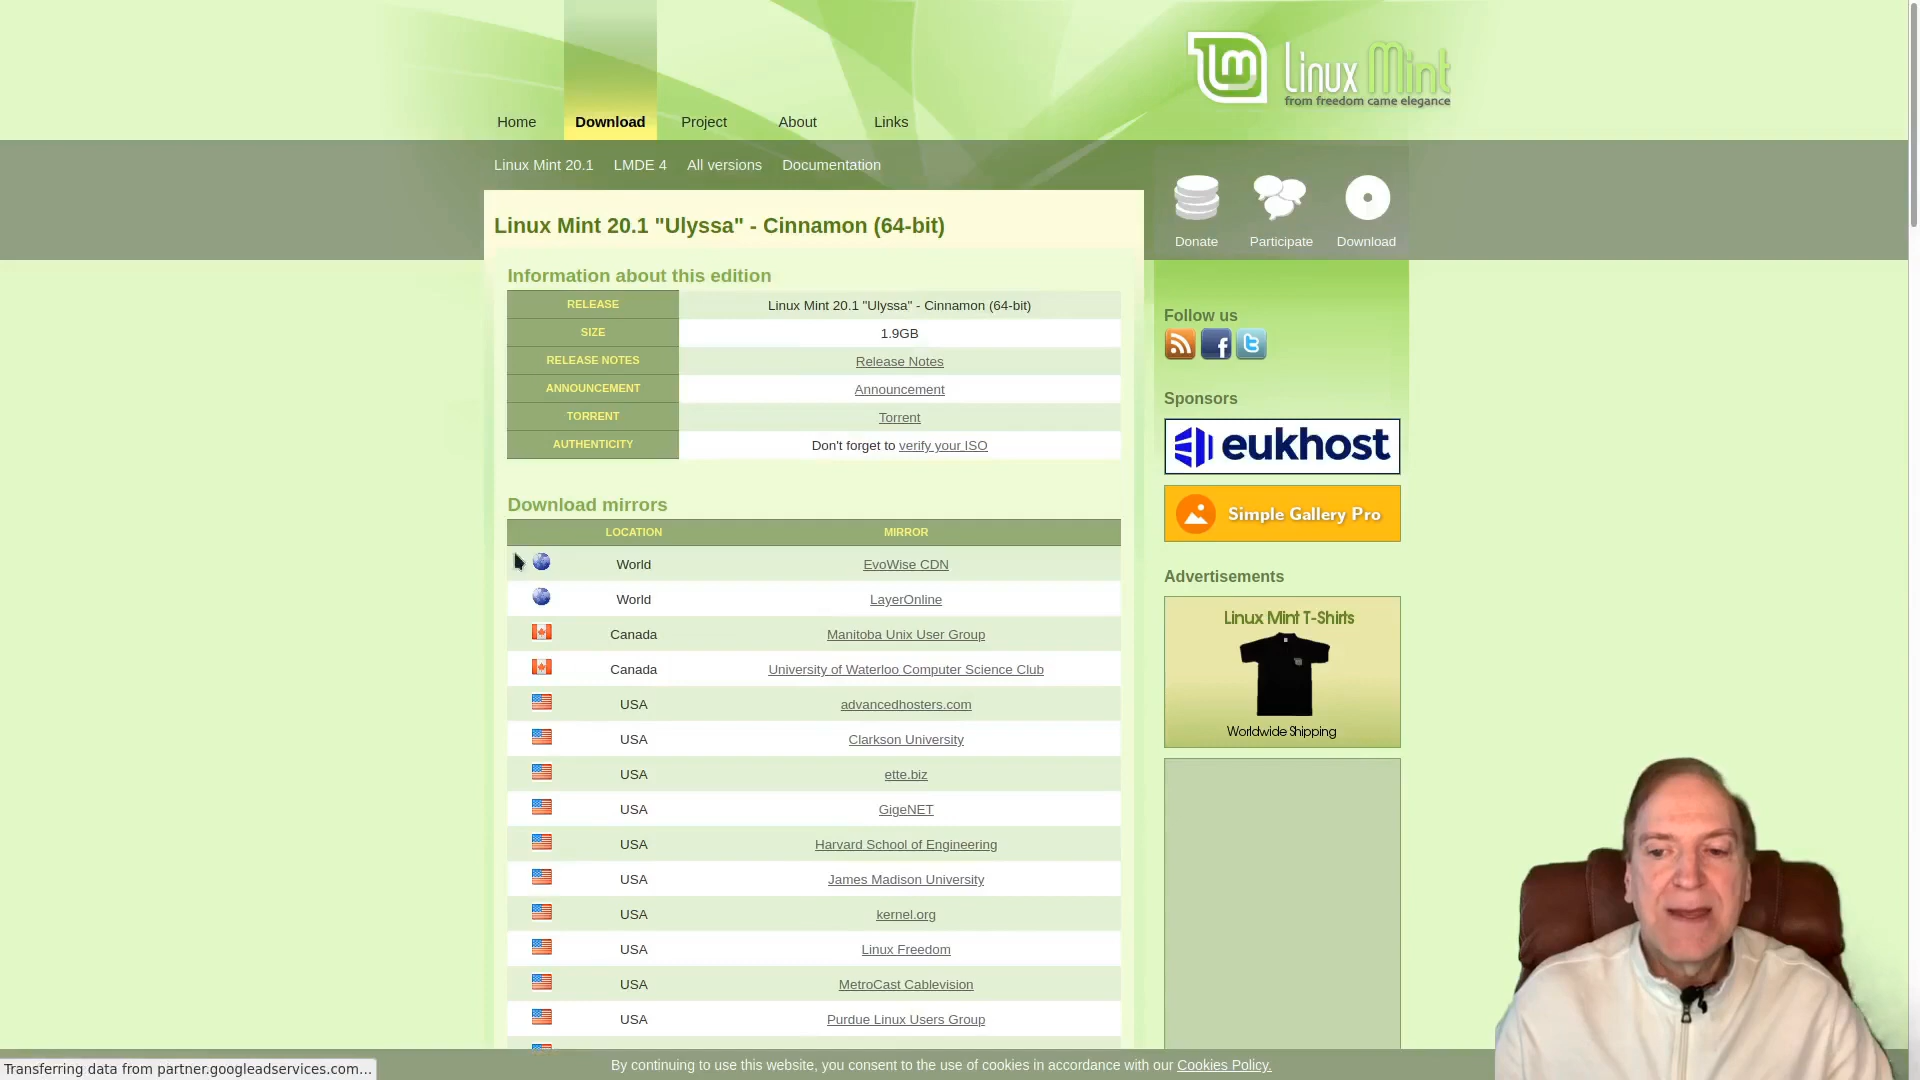 Linux Mint
from freedom came elegance
Home Download Project About Links
Linux Mint 20.1 LMDE 4 All versions Documentation
Donate Participate Download
Linux Mint 20.1 "Ulyssa" - Cinnamon (64-bit)
Information about this edition
RELEASE Linux Mint 20.1 "Ulyssa" - Cinnamon (64-bit)
SIZE 1.9GB
RELEASE NOTES Release Notes
ANNOUNCEMENT Announcement
TORRENT Torrent
AUTHENTICITY Don't forget to verify your ISO
Download mirrors
LOCATION MIRROR
World EvoWise CDN
World LayerOnline
Canada Manitoba Unix User Group
Canada University of Waterloo Computer Science Club
USA advancedhosters.com
USA Clarkson University
USA ette.biz
USA GigeNET
USA Harvard School of Engineering
USA James Madison University
USA kernel.org
USA Linux Freedom
USA MetroCast Cablevision
USA Purdue Linux Users Group
Follow us
Sponsors
eukhost
Simple Gallery Pro
Advertisements
Linux Mint T-Shirts
Worldwide Shipping
By continuing to use this website, you consent to the use of cookies in accordance with our Cookies Policy.
Transferring data from partner.googleadservices.com...